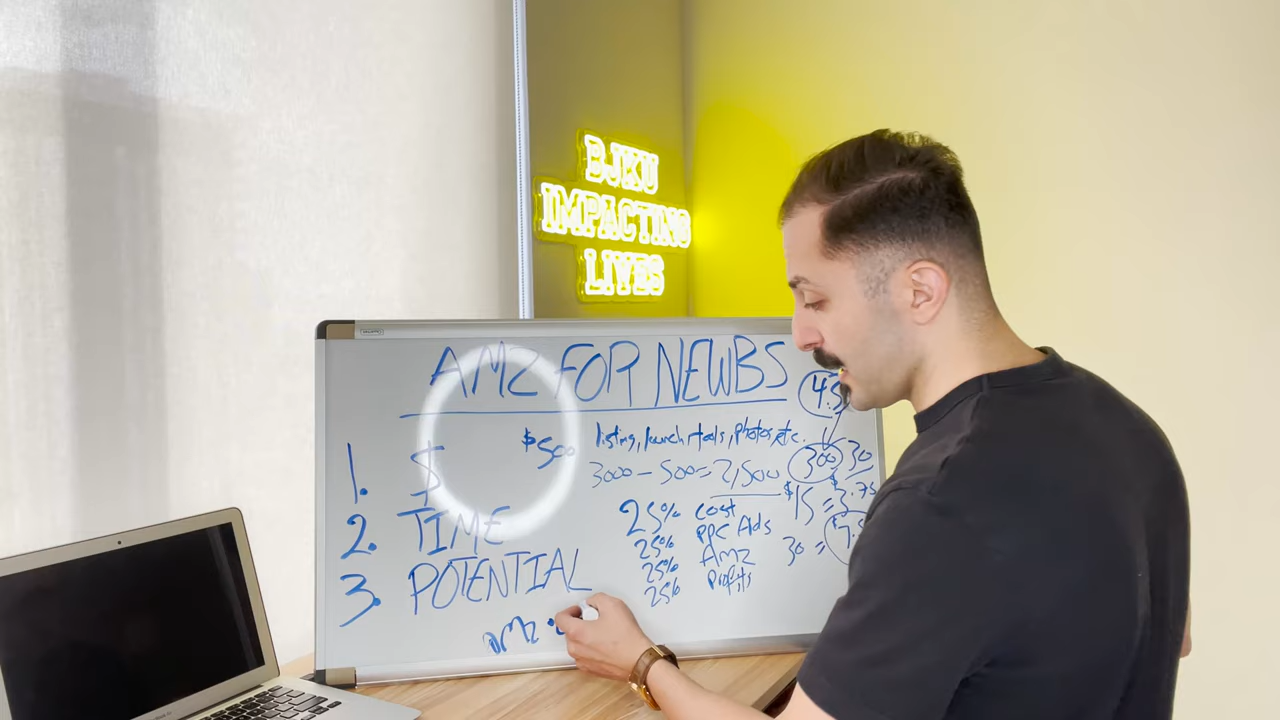 BJKU
IMPACTING
LIVES
AMZ FOR NEWBS
1. $ $500 listing, launch, tools, photos, etc.
3000 - 500 = 2,500 300 30
2. TIME
25% cost $15 = 3.75
25% PPC Ads
25% AMZ 30 =
25% Profits
3. POTENTIAL
amz